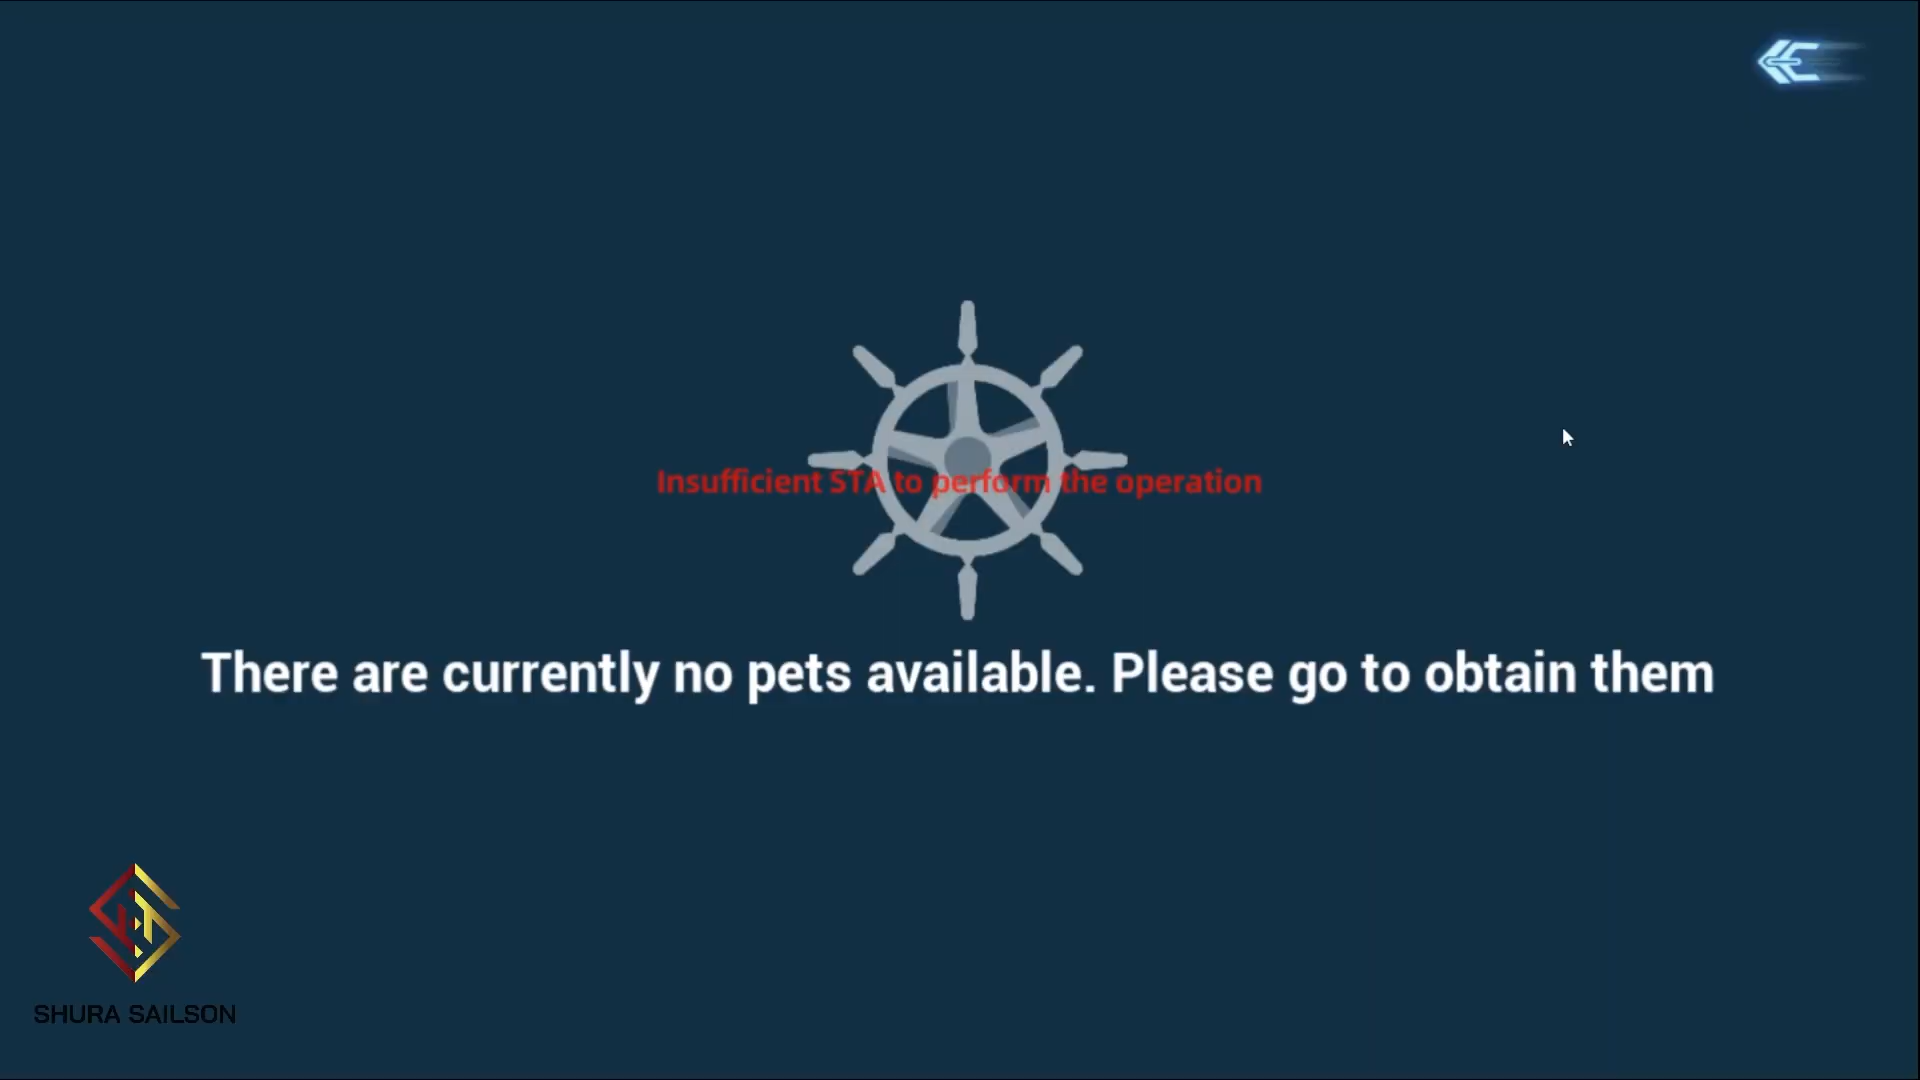 Insufficient STA to perform the operation
There are currently no pets available. Please go to obtain them
SHURA SAILSON